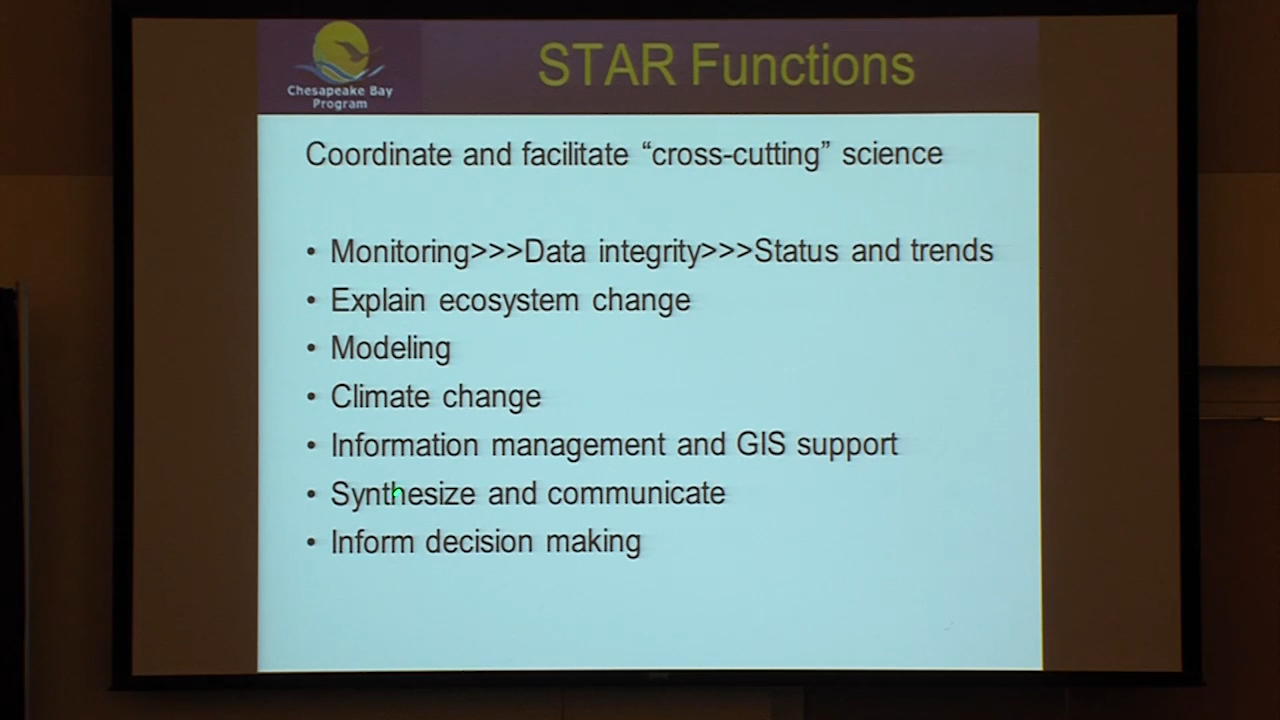 Chesapeake Bay
Program
STAR Functions
Coordinate and facilitate “cross-cutting” science
• Monitoring>>>Data integrity>>>Status and trends
• Explain ecosystem change
• Modeling
• Climate change
• Information management and GIS support
• Synthesize and communicate
• Inform decision making